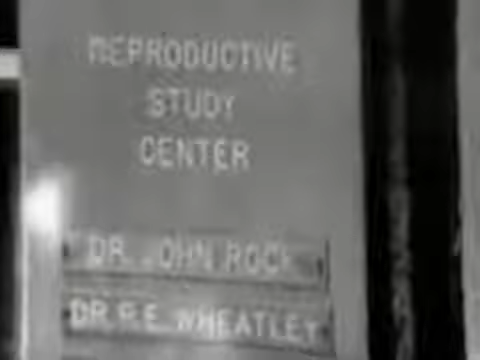 REPRODUCTIVE
STUDY
CENTER
DR. JOHN ROCK
DR. R.E. WHEATLEY